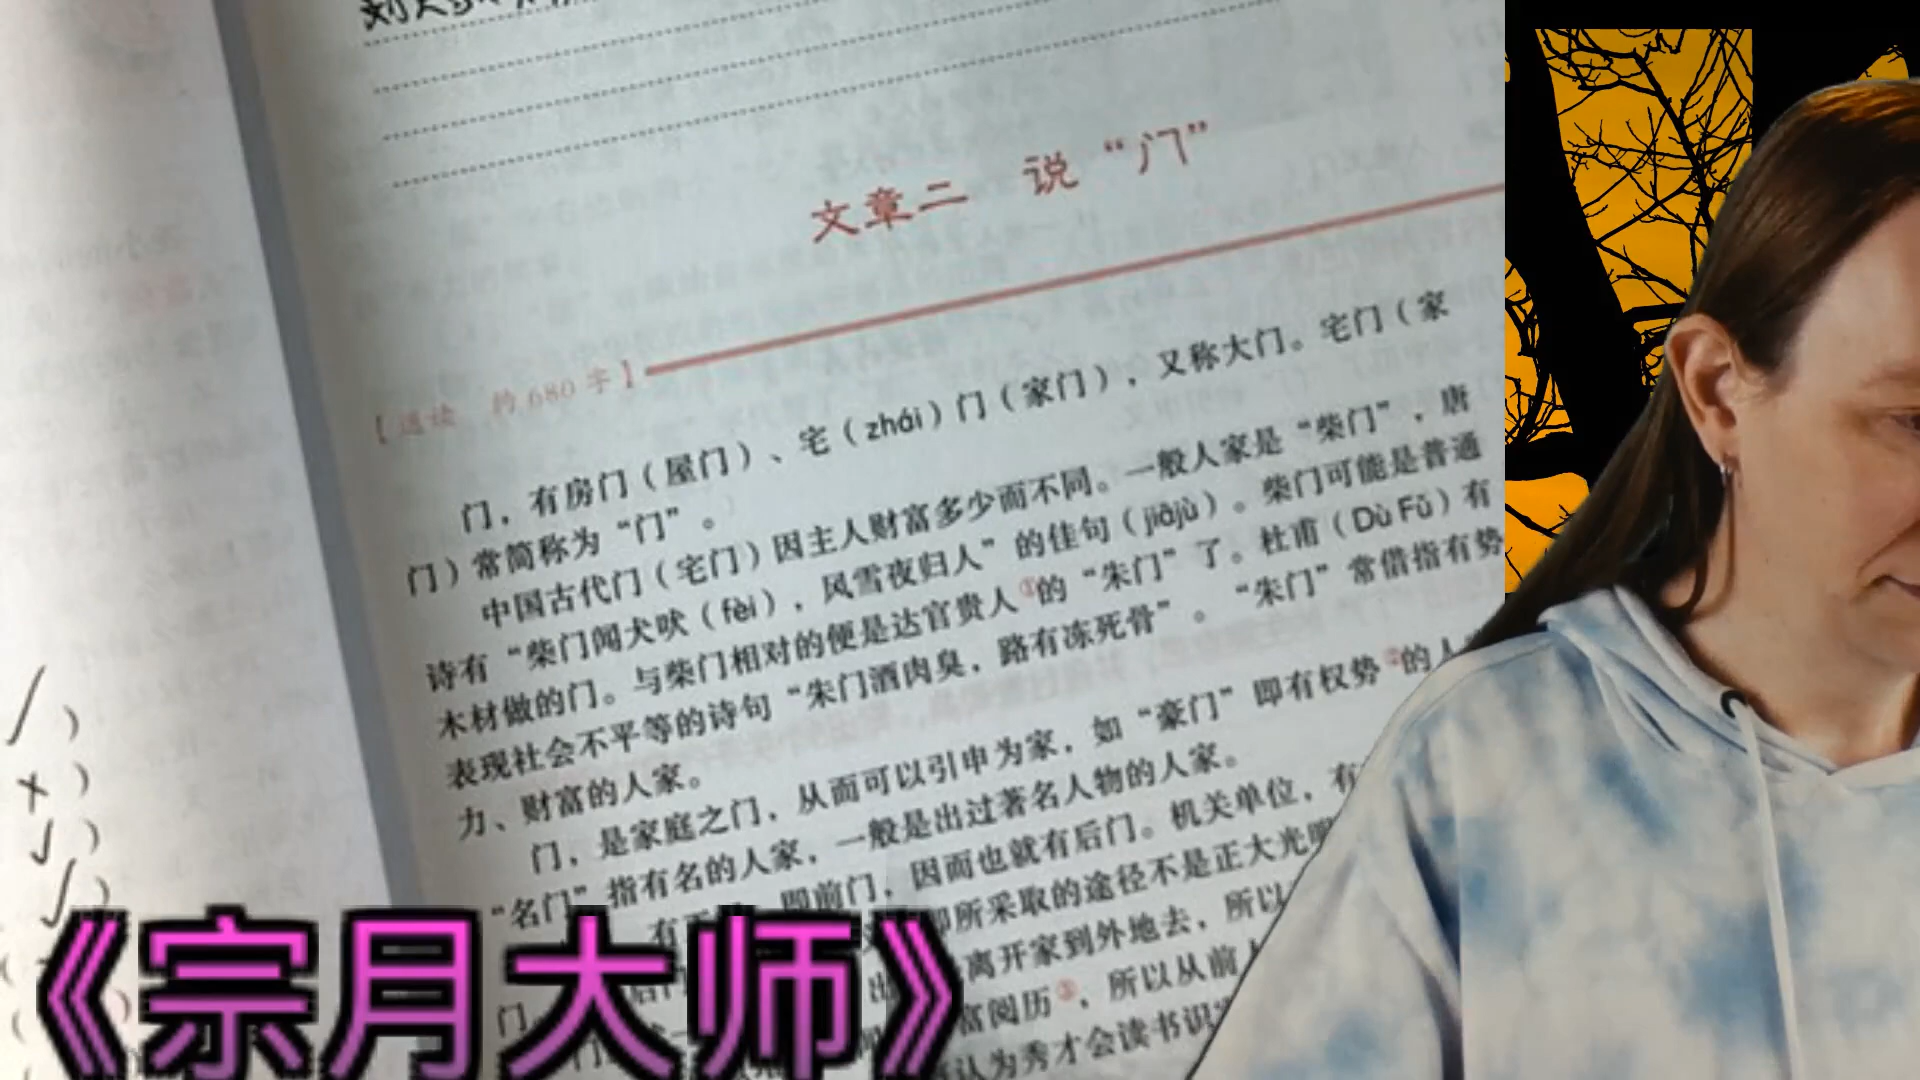 文章二 说“门”
【通读 约680字】
门，有房门（屋门）、宅（zhái）门（家门），又称大门。宅门（家
门）常简称为“门”。
中国古代门（宅门）因主人财富多少而不同。一般人家是“柴门”，唐
诗有“柴门闻犬吠（fèi），风雪夜归人”的佳句（jiājù）。柴门可能是普通
木材做的门。与柴门相对的便是达官贵人①的“朱门”了。杜甫（Dù Fǔ）有
表现社会不平等的诗句“朱门酒肉臭，路有冻死骨”。“朱门”常借指有势
力、财富的人家。
门，是家庭之门，从而可以引申为家，如“豪门”即有权势②的人
“名门”指有名的人家，一般是出过著名人物的人家。
即前门，因而也就有后门。机关单位，有
即所采取的途径不是正大光明
门 出 离开家到外地去，所以
富阅历③，所以从前人
认为秀才会读书识
《宗月大师》